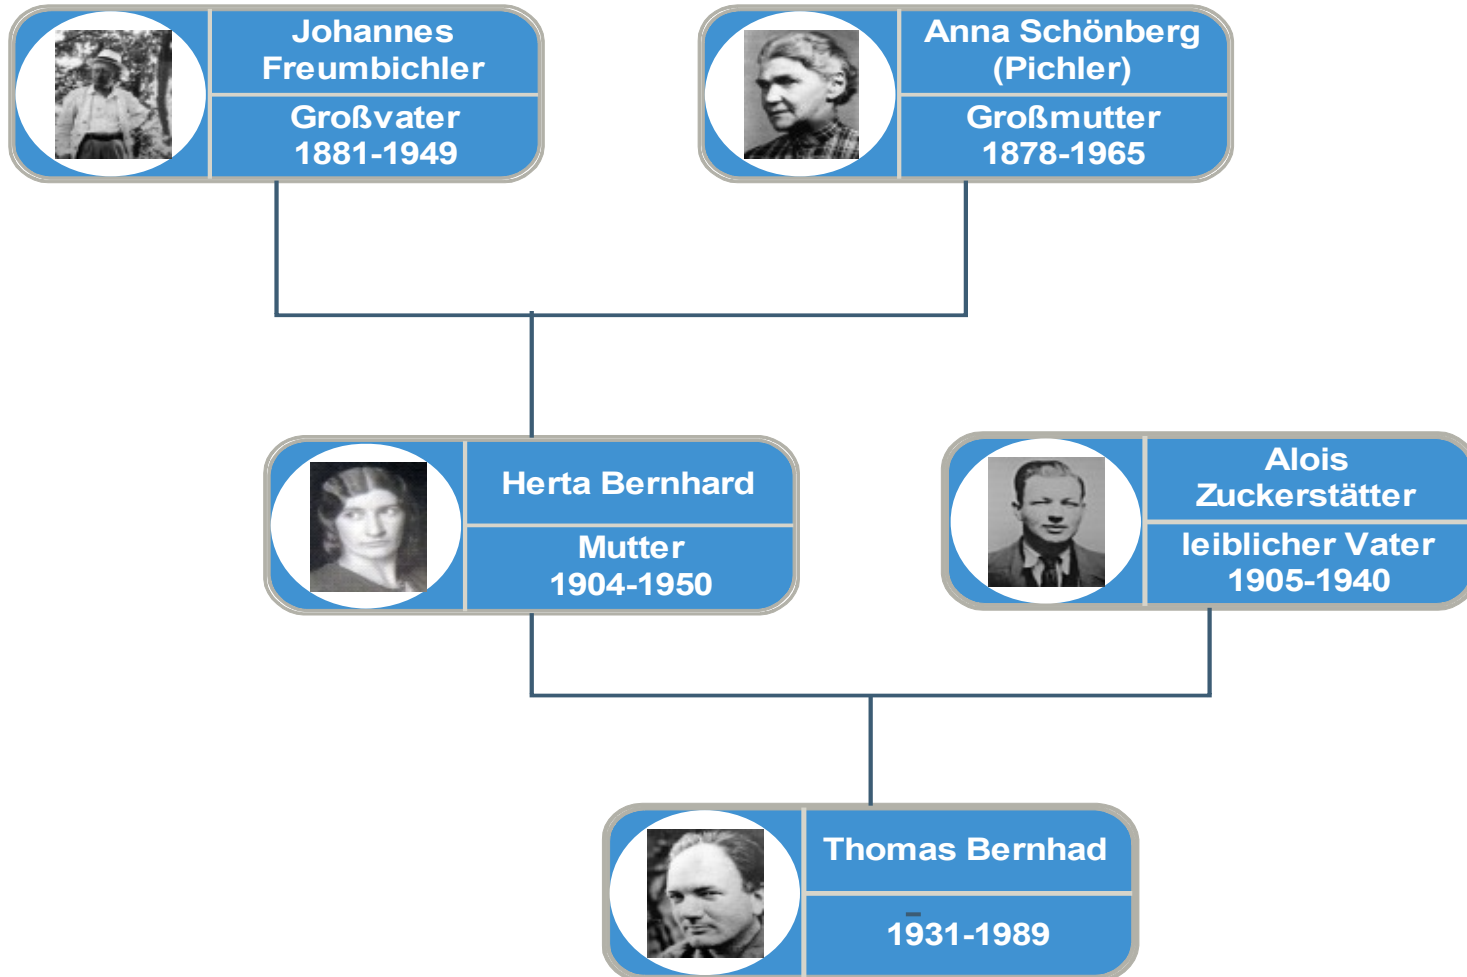 Johannes
Freumbichler
Großvater
1881-1949
Anna Schönberg
(Pichler)
Großmutter
1878-1965
Herta Bernhard
Mutter
1904-1950
Alois
Zuckerstätter
leiblicher Vater
1905-1940
Thomas Bernhad
1931-1989